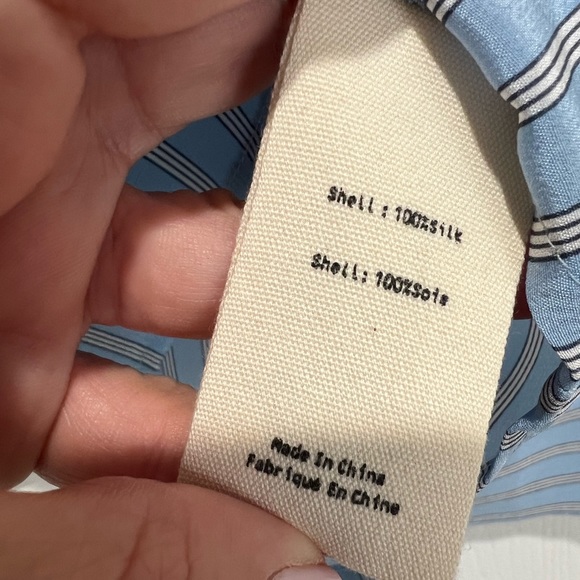 Shell: 100%Silk
Shell: 100%Soie
Made In China
Fabriqué En Chine